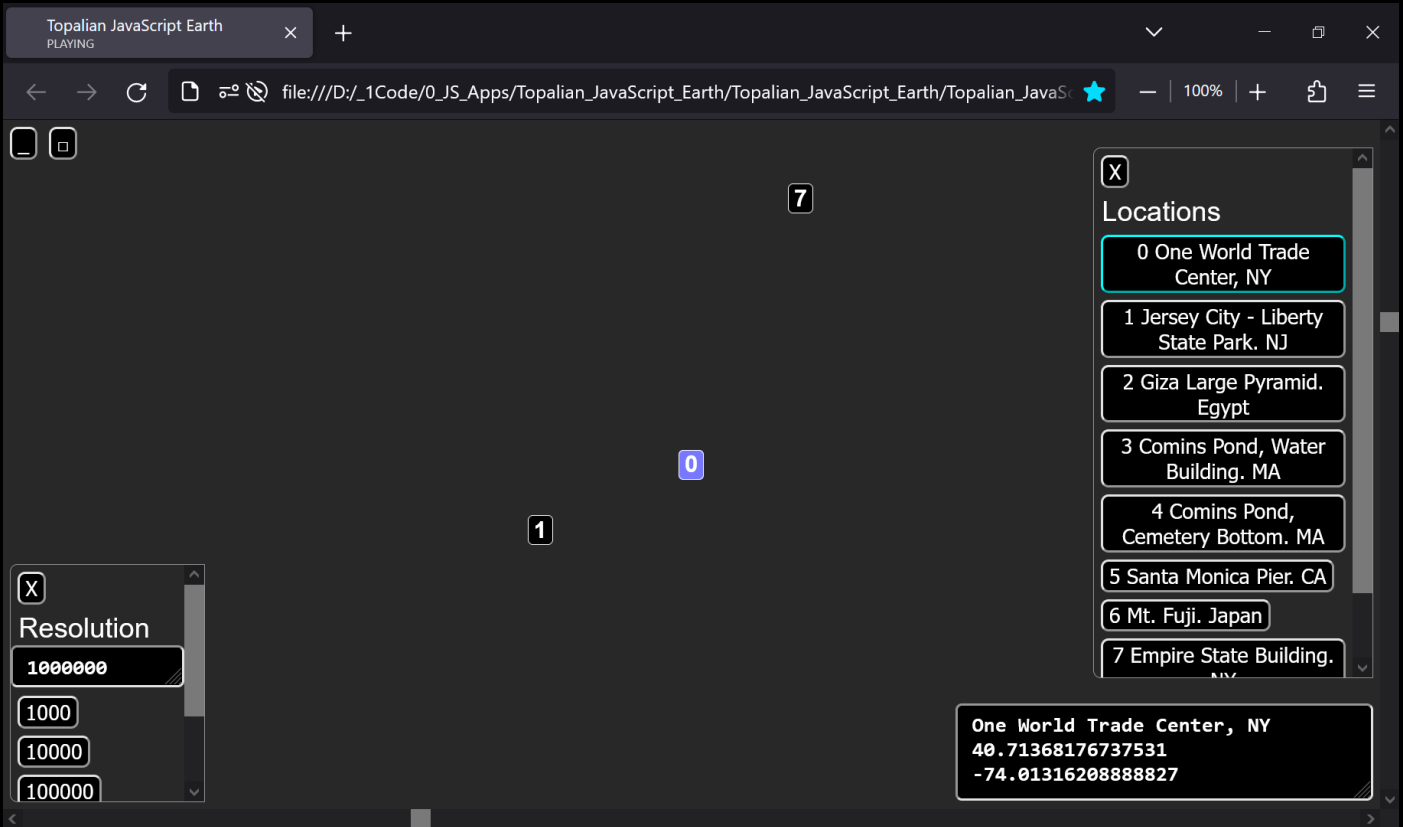 Topalian JavaScript Earth
PLAYING
file:///D:/_1Code/0_JS_Apps/Topalian_JavaScript_Earth/Topalian_JavaScript_Earth/Topalian_JavaSc
100%
7
0
1
X
Locations
0 One World Trade
Center, NY
1 Jersey City - Liberty
State Park. NJ
2 Giza Large Pyramid.
Egypt
3 Comins Pond, Water
Building. MA
4 Comins Pond,
Cemetery Bottom. MA
5 Santa Monica Pier. CA
6 Mt. Fuji. Japan
7 Empire State Building.
NY
X
Resolution
1000000
1000
10000
100000
One World Trade Center, NY
40.71368176737531
-74.01316208888827